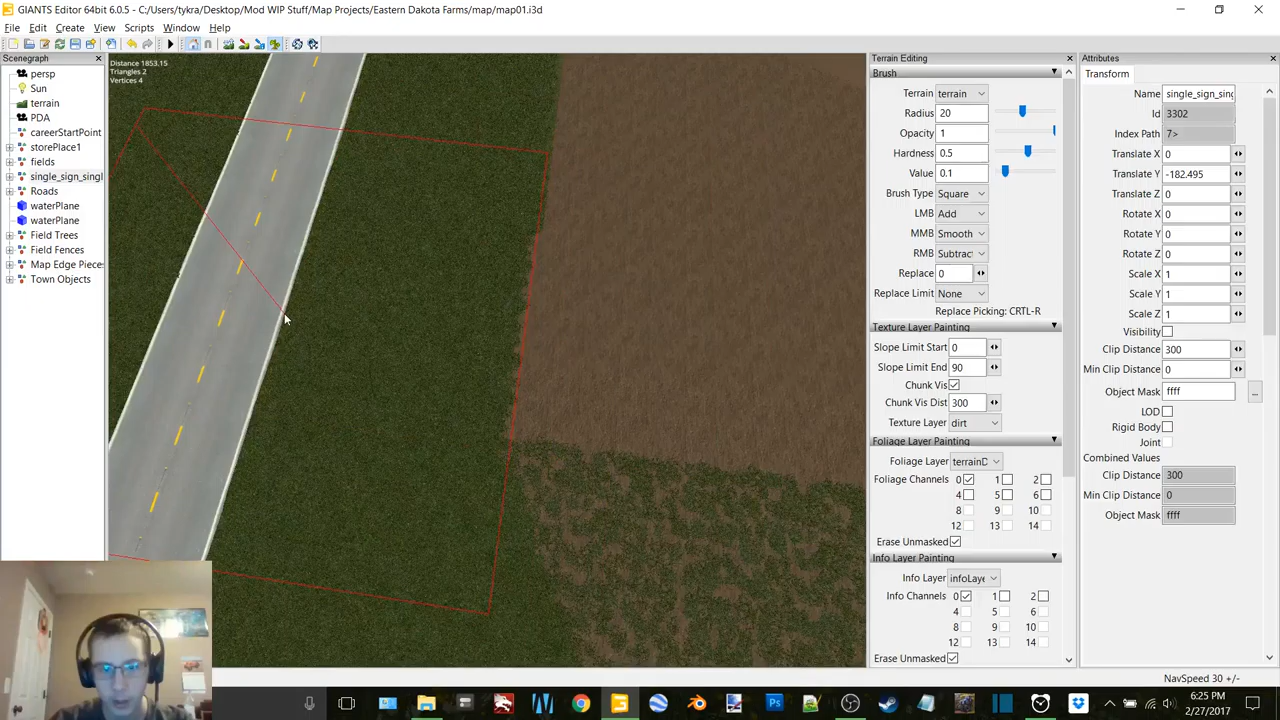 GIANTS Editor 64bit 6.0.5 - C:/Users/tykra/Desktop/Mod WIP Stuff/Map Projects/Eastern Dakota Farms/map/map01.i3d
File Edit Create View Scripts Window Help
Scenegraph
persp
Sun
terrain
PDA
careerStartPoint
storePlace1
fields
single_sign_singl
Roads
waterPlane
waterPlane
Field Trees
Field Fences
Map Edge Piece:
Town Objects
Distance 1853.15
Triangles 2
Vertices 4
Terrain Editing
Brush
Terrain terrain
Radius 20
Opacity 1
Hardness 0.5
Value 0.1
Brush Type Square
LMB Add
MMB Smooth
RMB Subtract
Replace 0
Replace Limit None
Replace Picking: CRTL-R
Texture Layer Painting
Slope Limit Start 0
Slope Limit End 90
Chunk Vis
Chunk Vis Dist 300
Texture Layer dirt
Foliage Layer Painting
Foliage Layer terrainD
Foliage Channels 0 1 2
4 5 6
8 9 10
12 13 14
Erase Unmasked
Info Layer Painting
Info Layer infoLaye
Info Channels 0 1 2
4 5 6
8 9 10
12 13 14
Erase Unmasked
Attributes
Transform
Name single_sign_sing
Id 3302
Index Path 7>
Translate X 0
Translate Y -182.495
Translate Z 0
Rotate X 0
Rotate Y 0
Rotate Z 0
Scale X 1
Scale Y 1
Scale Z 1
Visibility
Clip Distance 300
Min Clip Distance 0
Object Mask ffff ...
LOD
Rigid Body
Joint
Combined Values
Clip Distance 300
Min Clip Distance 0
Object Mask ffff
NavSpeed 30 +/-
6:25 PM
2/27/2017